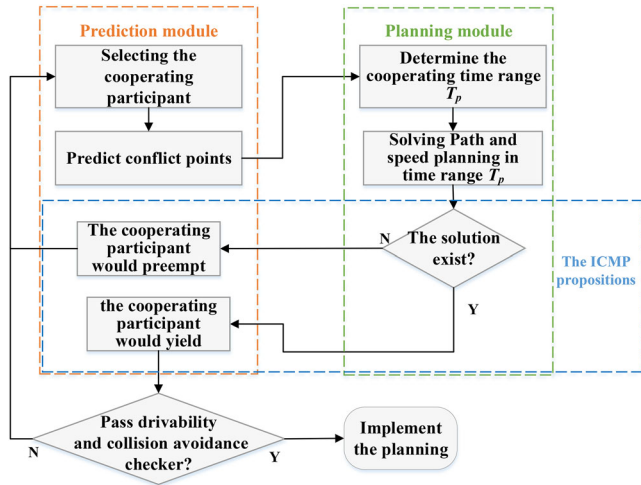 Prediction module
Selecting the
cooperating
participant
Predict conflict points
Planning module
Determine the
cooperating time range
Tp
Solving Path and
speed planning in
time range Tp
The solution
exist?
N
Y
The cooperating
participant
would preempt
the cooperating
participant
would yield
The ICMP
propositions
Pass drivability
and collision avoidance
checker?
N
Y
Implement
the planning